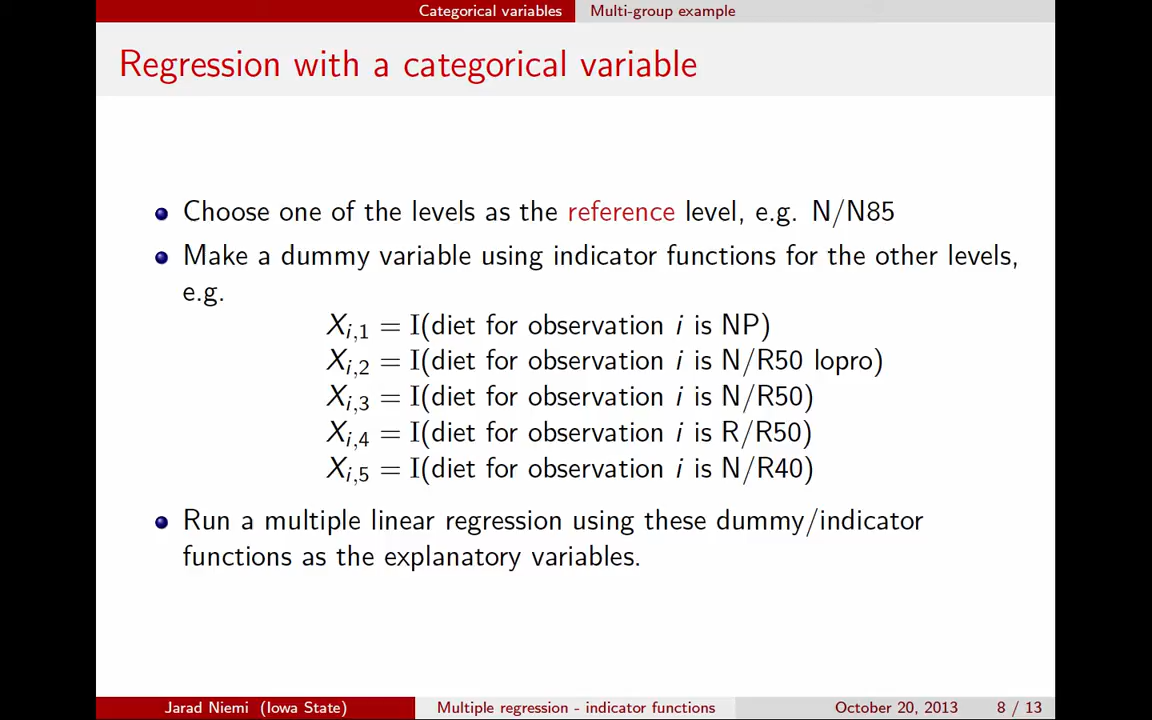 Categorical variables Multi-group example
Regression with a categorical variable
Choose one of the levels as the reference level, e.g. N/N85
Make a dummy variable using indicator functions for the other levels,
e.g.
X_{i,1} = I(diet for observation i is NP)
X_{i,2} = I(diet for observation i is N/R50 lopro)
X_{i,3} = I(diet for observation i is N/R50)
X_{i,4} = I(diet for observation i is R/R50)
X_{i,5} = I(diet for observation i is N/R40)
Run a multiple linear regression using these dummy/indicator
functions as the explanatory variables.
Jarad Niemi (Iowa State) Multiple regression - indicator functions October 20, 2013 8 / 13